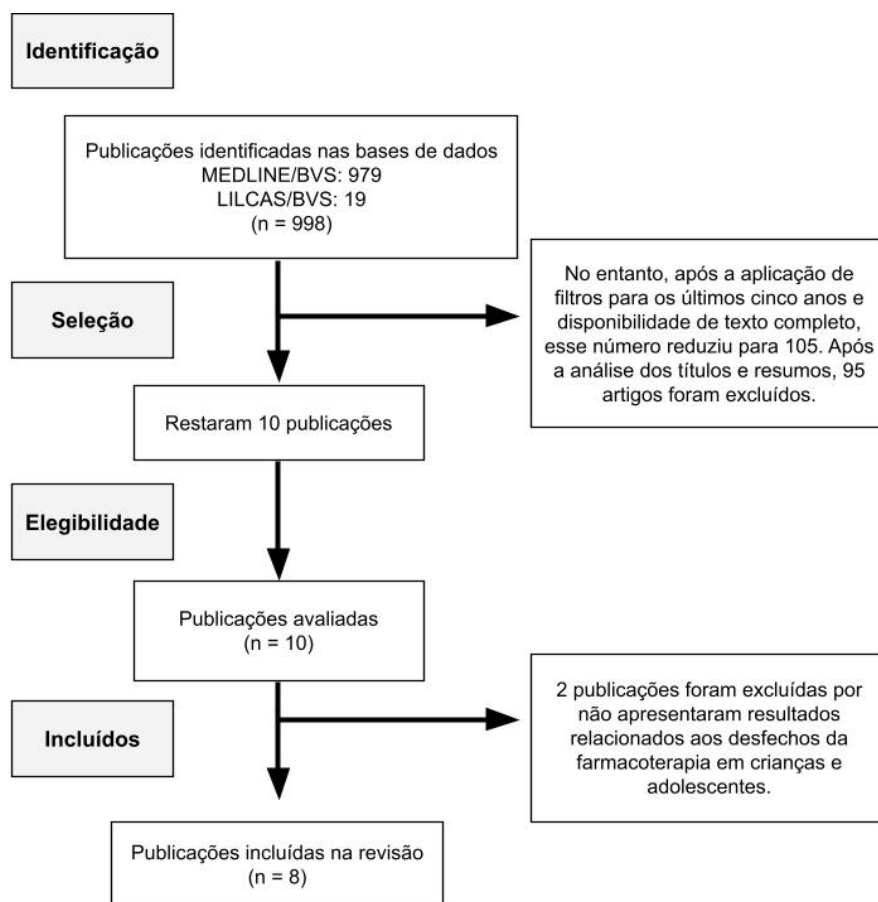 Identificação
Publicações identificadas nas bases de dados
MEDLINE/BVS: 979
LILCAS/BVS: 19
(n = 998)
No entanto, após a aplicação de
filtros para os últimos cinco anos e
disponibilidade de texto completo,
esse número reduziu para 105. Após
a análise dos títulos e resumos, 95
artigos foram excluídos.
Seleção
Restaram 10 publicações
Elegibilidade
Publicações avaliadas
(n = 10)
2 publicações foram excluídas por
não apresentaram resultados
relacionados aos desfechos da
farmacoterapia em crianças e
adolescentes.
Incluídos
Publicações incluídas na revisão
(n = 8)